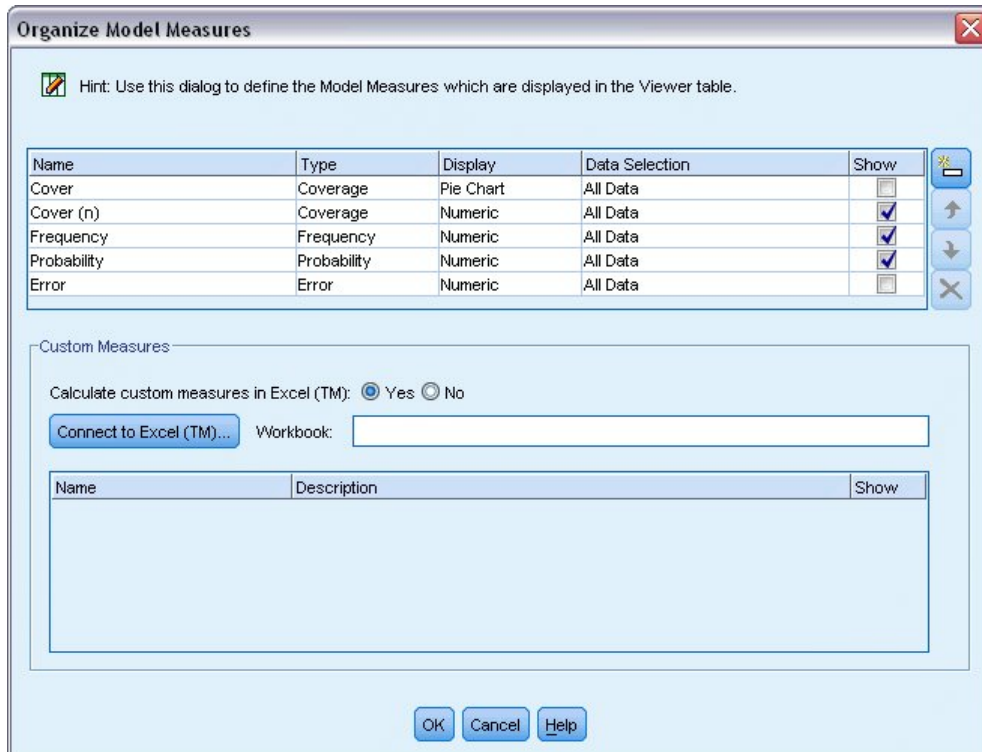 Organize Model Measures
Hint: Use this dialog to define the Model Measures which are displayed in the Viewer table.
Name Type Display Data Selection Show
Cover Coverage Pie Chart All Data
Cover (n) Coverage Numeric All Data
Frequency Frequency Numeric All Data
Probability Probability Numeric All Data
Error Error Numeric All Data
Custom Measures
Calculate custom measures in Excel (TM): Yes No
Connect to Excel (TM)... Workbook:
Name Description Show
OK Cancel Help